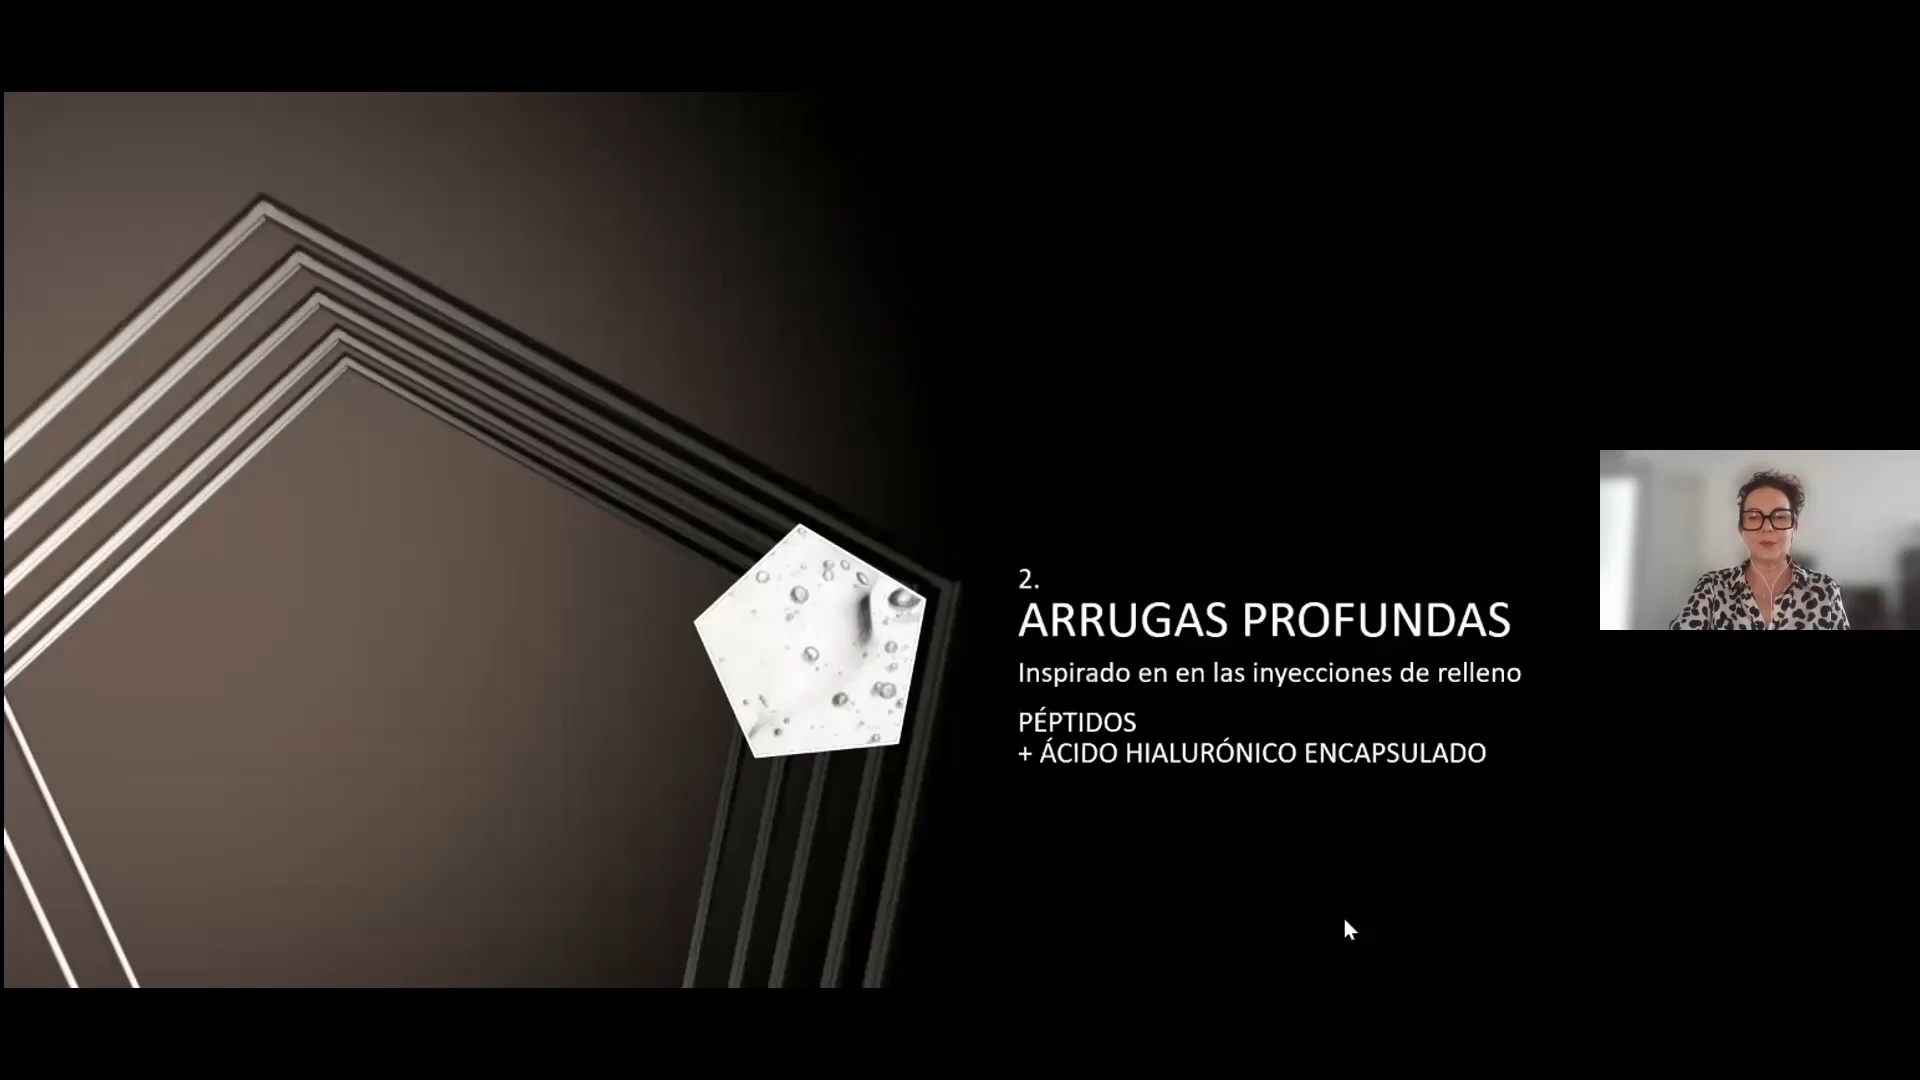 2.
ARRUGAS PROFUNDAS
Inspirado en en las inyecciones de relleno
PÉPTIDOS
+ ÁCIDO HIALURÓNICO ENCAPSULADO